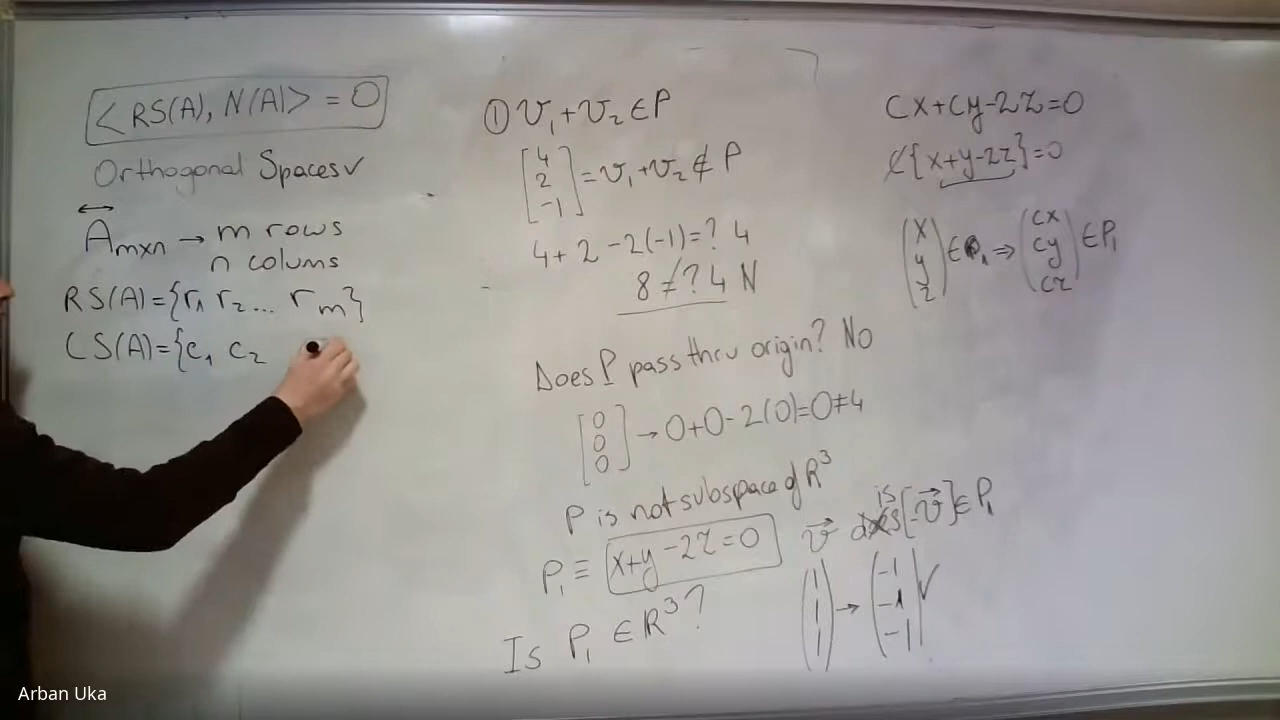 <RS(A), N(A)> = 0
Orthogonal Spaces ✓
A mxn → m rows
n colums
RS(A)={r1 r2... rm}
CS(A)={c1 c2
① v1+v2 ∈ P
[4 2 -1] = v1+v2 ∉ P
4+2-2(-1)=? 4
8 ≠? 4 N
Does P pass thru origin? No
[0 0 0] → 0+0-2(0)=0≠4
P is not subspace of R³
P1 ≡ x+y-2z=0
Is P1 ∈ R³?
Cx+Cy-2z=0
c{x+y-2z}=0
(x y z) ∈ P1 ⇒ (cx cy cz) ∈ P1
is
v does [-v] ∈ P1
(1 1 1) → (-1 -1 -1) ✓
Arban Uka